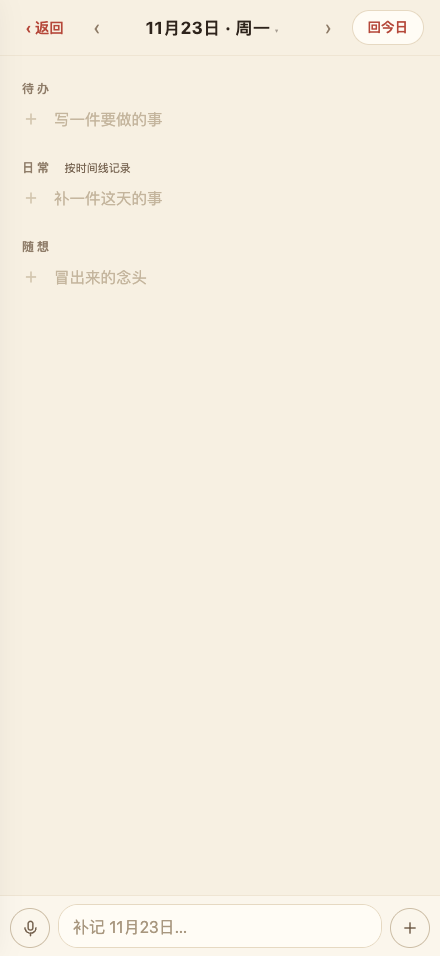 ‹ 返回 ‹ 11月23日 · 周一 › 回今日
待办
+ 写一件要做的事
日常 按时间线记录
+ 补一件这天的事
随想
+ 冒出来的念头
补记 11月23日...